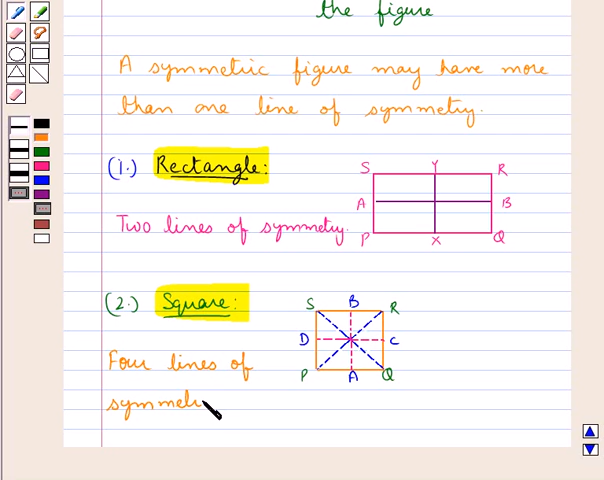 the figure
A symmetric figure may have more
than one line of symmetry.
(1.) Rectangle:
S Y R
A B
Two lines of symmetry.
P X Q
(2.) Square:
S B R
D C
Four lines of
P A Q
symmetr